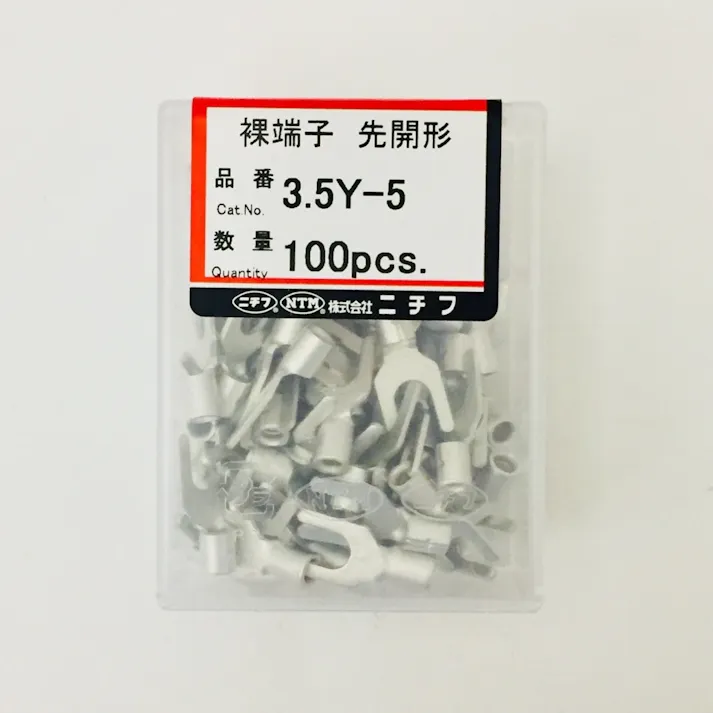 裸端子 先開形
品番 3.5Y-5
Cat.No.
数量 100pcs.
Quantity
ニチフ® NTM® 株式会社 ニチフ
NTM